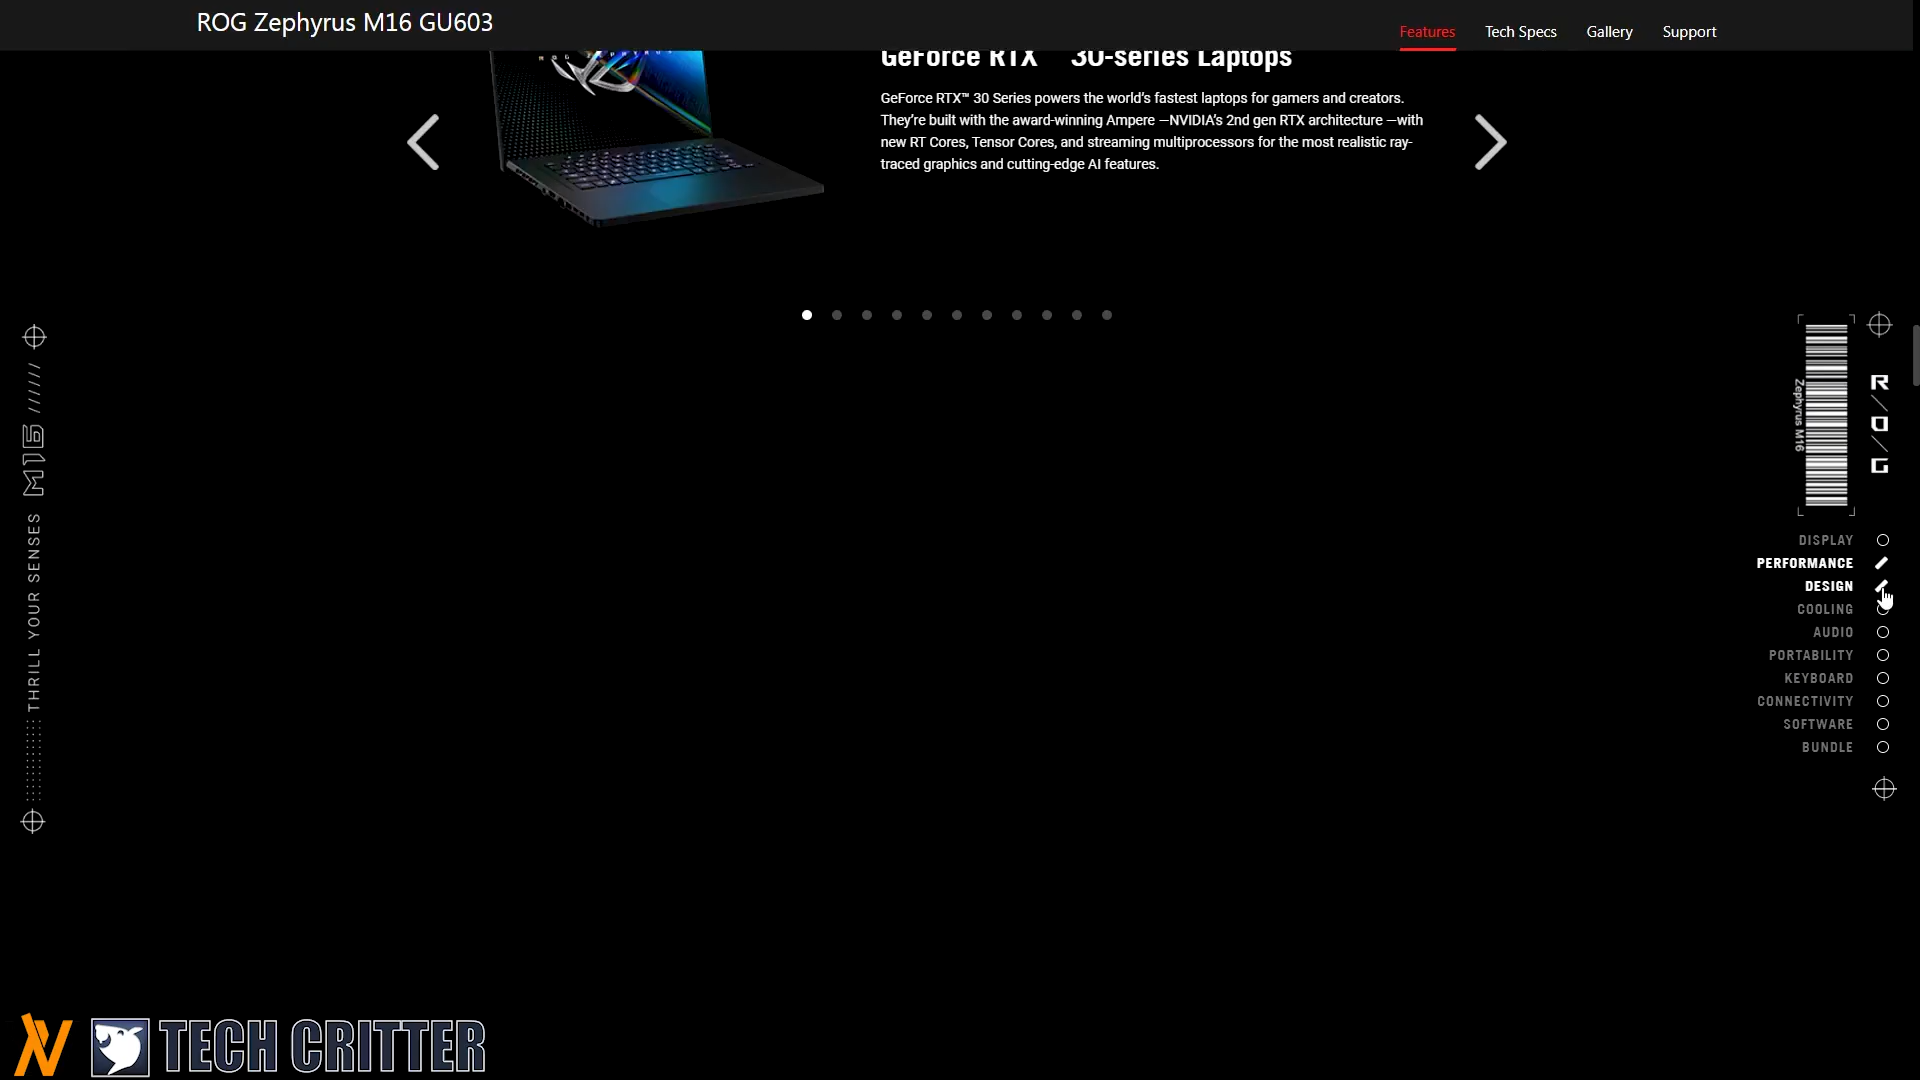 ROG Zephyrus M16 GU603
Features
Tech Specs
Gallery
Support
GeForce RTX™ 30-series Laptops
GeForce RTX™ 30 Series powers the world's fastest laptops for gamers and creators.
They're built with the award-winning Ampere —NVIDIA's 2nd gen RTX architecture —with
new RT Cores, Tensor Cores, and streaming multiprocessors for the most realistic ray-
traced graphics and cutting-edge AI features.
THRILL YOUR SENSES M16 //////
Zephyrus M16
R/O/G
DISPLAY
PERFORMANCE
DESIGN
COOLING
AUDIO
PORTABILITY
KEYBOARD
CONNECTIVITY
SOFTWARE
BUNDLE
TECH CRITTER